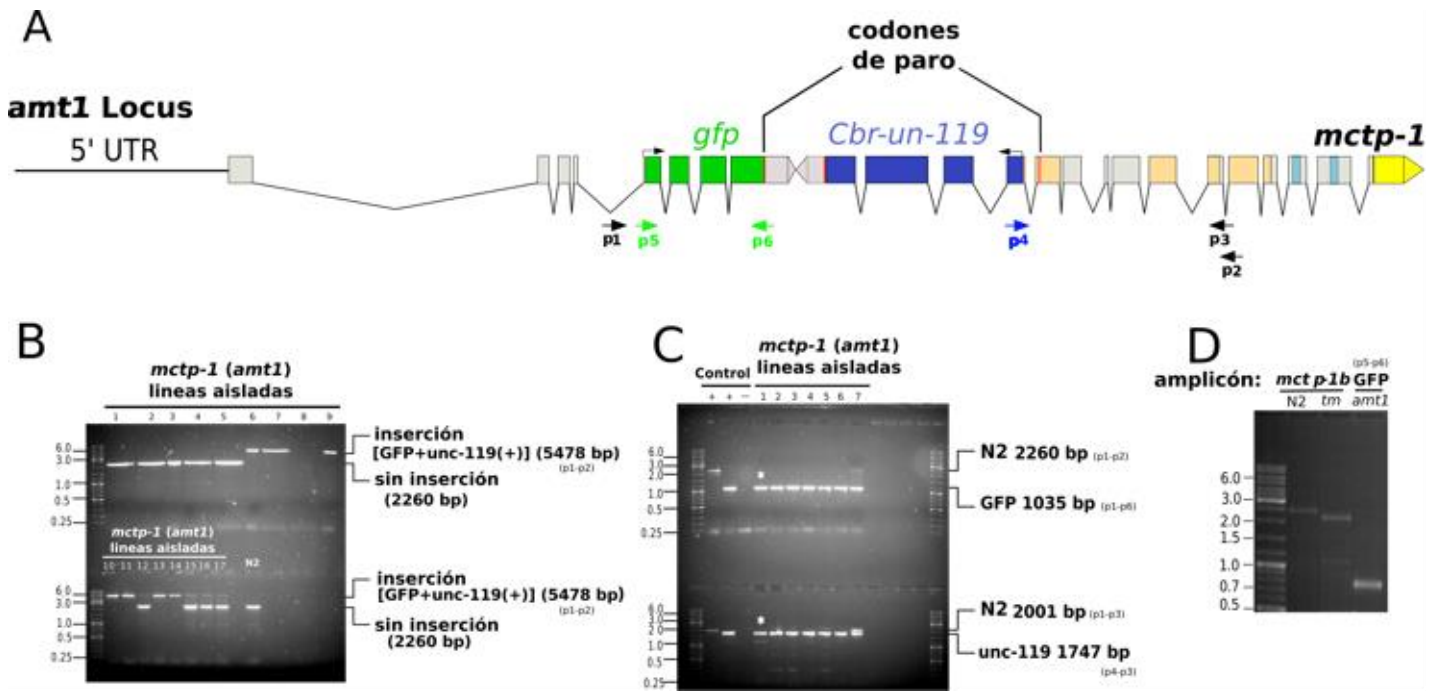 A
codones
de paro
amt1 Locus
5' UTR
gfp
Cbr-un-119
mctp-1
p1
p5
p6
p4
p3
p2
B
mctp-1 (amt1)
lineas aisladas
1 2 3 4 5 6 7 8 9
6.0
3.0
1.0
0.5
0.25
inserción
[GFP+unc-119(+)] (5478 bp)
(p1-p2)
sin inserción
(2260 bp)
mctp-1 (amt1)
lineas aisladas
10 11 12 13 14 15 16 17 N2
6.0
3.0
1.0
0.5
0.25
inserción
[GFP+unc-119(+)] (5478 bp)
(p1-p2)
sin inserción
(2260 bp)
C
mctp-1 (amt1)
Control lineas aisladas
+ + − 1 2 3 4 5 6 7
6.0
3.0
2.0
1.0
0.5
0.25
N2 2260 bp (p1-p2)
GFP 1035 bp (p1-p6)
6.0
3.0
2.0
1.0
0.5
0.25
N2 2001 bp (p1-p3)
unc-119 1747 bp
(p4-p3)
D
(p5-p6)
amplicón: mctp-1b GFP
N2 tm amt1
6.0
3.0
2.0
1.0
0.7
0.5